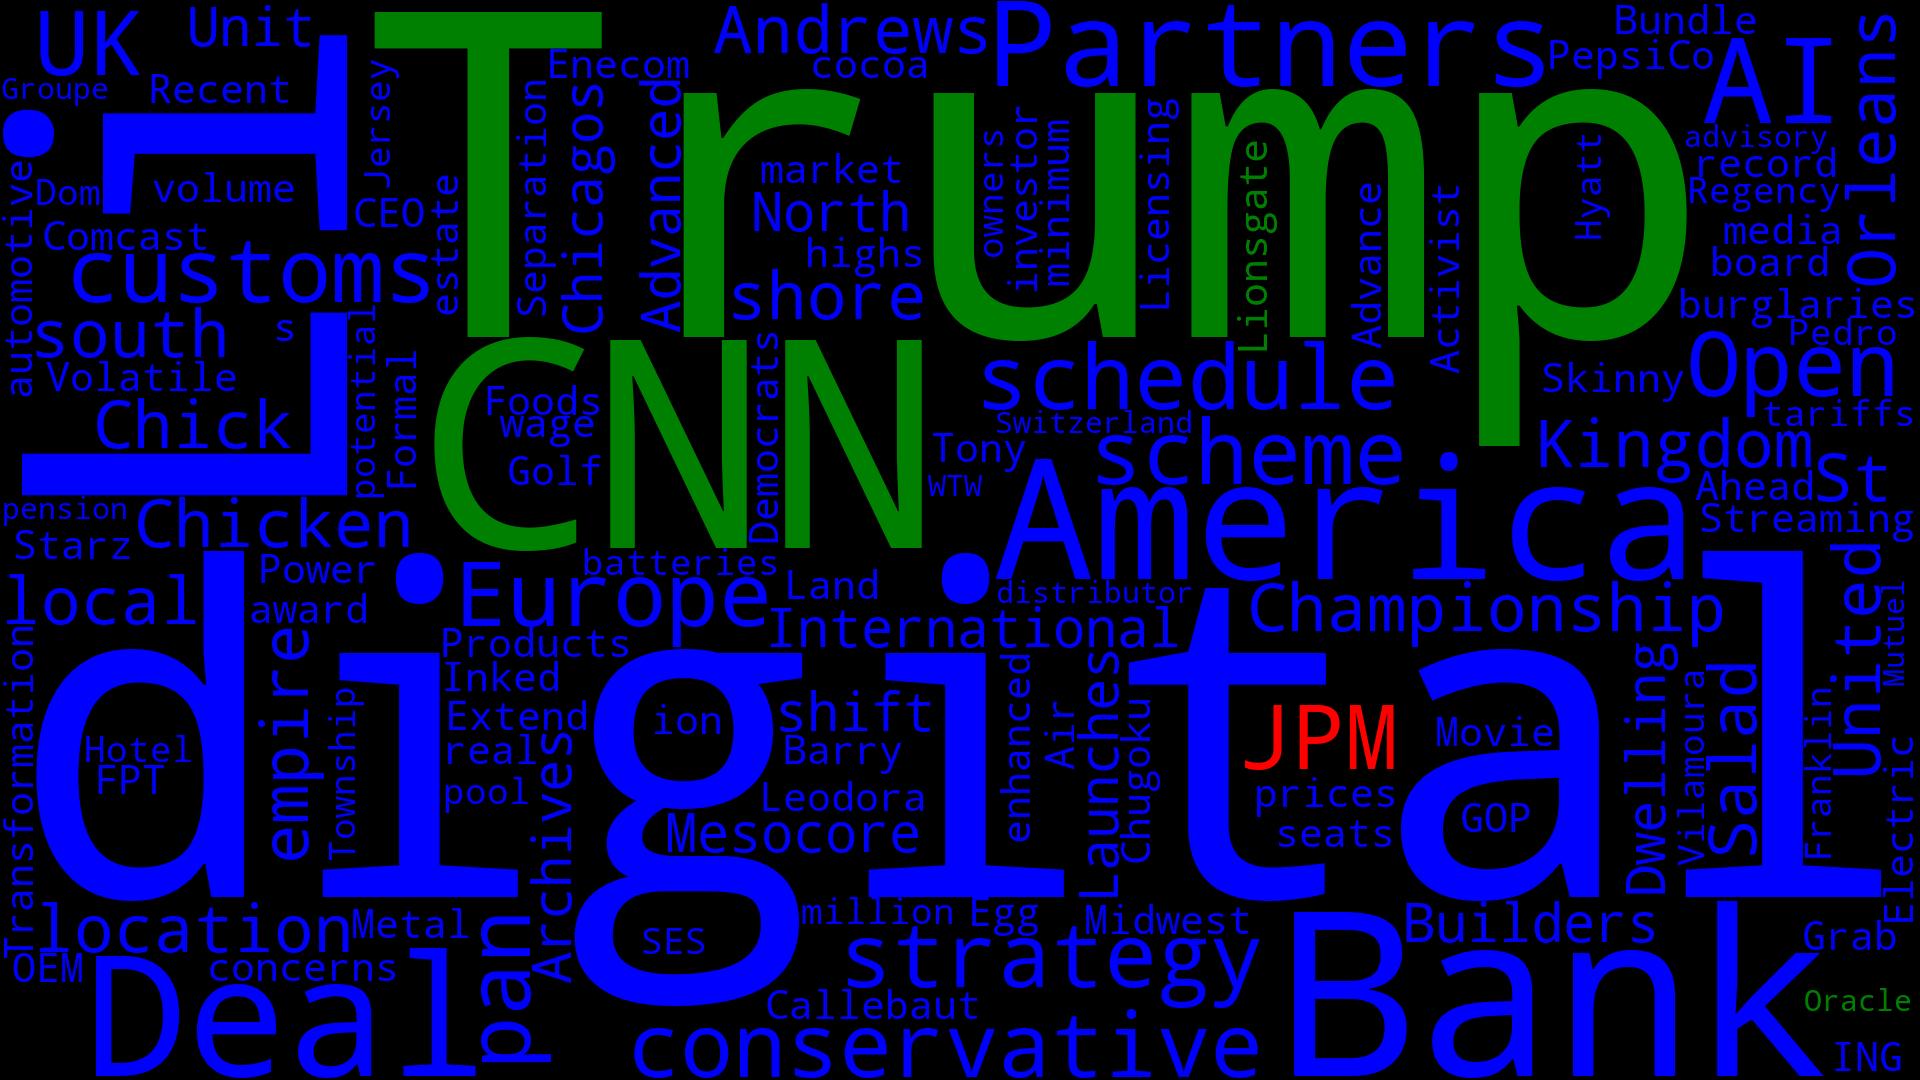 UK
Unit
Trump
Enecom
Andrews
cocoa
Partners
Bundle
PepsiCo
AI
Orleans
Groupe
Recent
Li
Jersey
Separation
Chicagos
Advanced
market
owners
investor
minimum
Licensing
Lionsgate
Hyatt
advisory
record
Regency
automotive
Dom
volume
CEO
estate
North
highs
shore
Advance
Activist
media
board
Comcast
customs
burglaries
Pedro
south
s
potential
Formal
Volatile
Chick
CNN
Foods
wage
Golf
Democrats
schedule
Switzerland
scheme
Tony
WTW
Skinny
Open
tariffs
Kingdom
St
Ahead
Streaming
America
pension
Chicken
Starz
Power
award
local
digital
batteries
Europe
Land
distributor
International
Championship
United
Mutuel
Transformation
empire
Township
Products
Inked
Extend
real
pool
Archives
ion
shift
Barry
Leodora
Mesocore
enhanced
Air
Launches
Chugoku
JPM
prices
seats
Movie
GOP
Dwelling
Vilamoura
Salad
Franklin
Electric
Hotel
FPT
location
Metal
pan
SES
million
Egg
Midwest
strategy
Builders
Grab
OEM
Deal
concerns
Callebaut
conservative
Bank
Oracle
ING